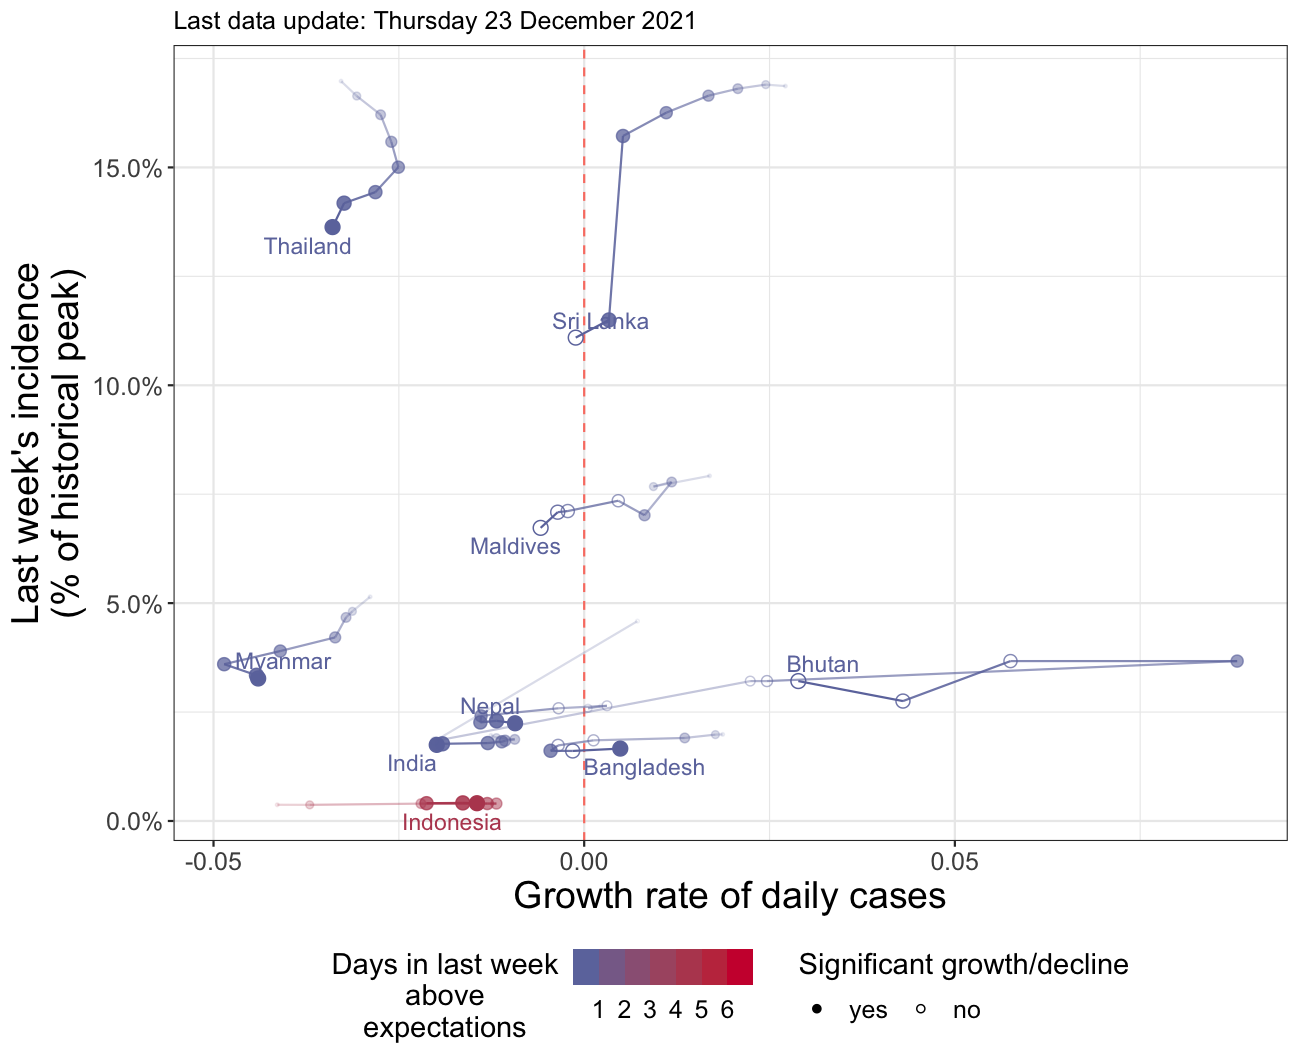 Last data update: Thursday 23 December 2021
Last week's incidence
(% of historical peak)
15.0%
10.0%
5.0%
0.0%
Thailand
Sri Lanka
Maldives
Myanmar
Bhutan
Nepal
India
Bangladesh
Indonesia
-0.05
0.00
0.05
Growth rate of daily cases
Days in last week
above
expectations
1 2 3 4 5 6
Significant growth/decline
yes
no